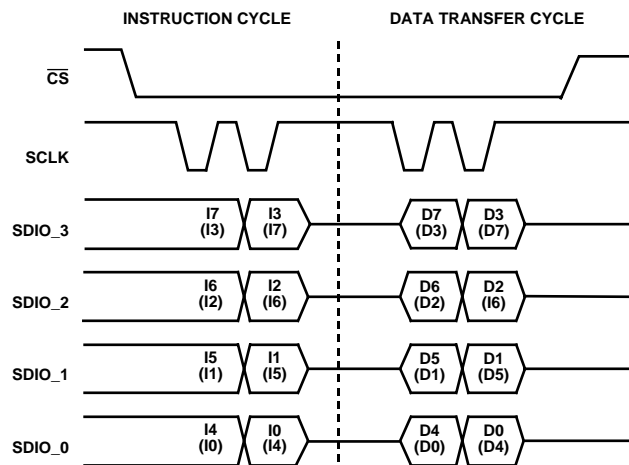 INSTRUCTION CYCLE DATA TRANSFER CYCLE
CS
SCLK
SDIO_3 I7 I3 D7 D3
(I3) (I7) (D3) (D7)
SDIO_2 I6 I2 D6 D2
(I2) (I6) (D2) (I6)
SDIO_1 I5 I1 D5 D1
(I1) (I5) (D1) (D5)
SDIO_0 I4 I0 D4 D0
(I0) (I4) (D0) (D4)